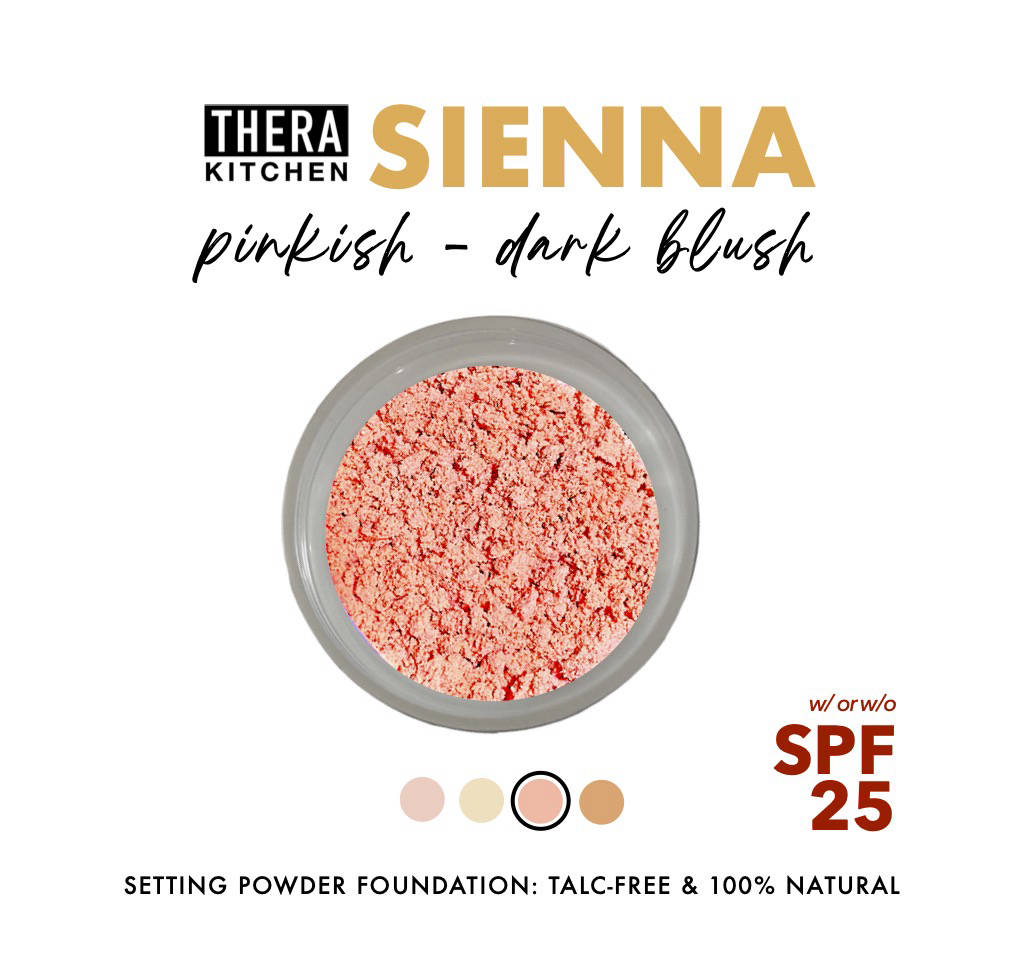 THERA
KITCHEN
SIENNA
pinkish - dark blush
w/ or w/o
SPF
25
SETTING POWDER FOUNDATION: TALC-FREE & 100% NATURAL